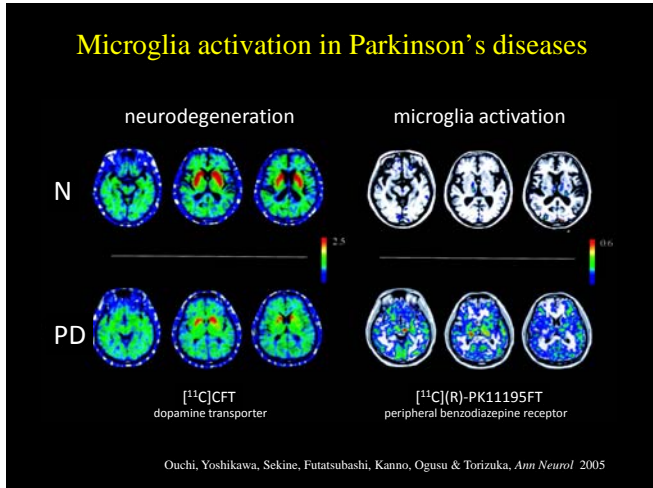 Microglia activation in Parkinson's diseases
neurodegeneration
microglia activation
N
2.5
0.6
PD
[¹¹C]CFT
dopamine transporter
[¹¹C](R)-PK11195FT
peripheral benzodiazepine receptor
Ouchi, Yoshikawa, Sekine, Futatsubashi, Kanno, Ogusu & Torizuka, Ann Neurol 2005